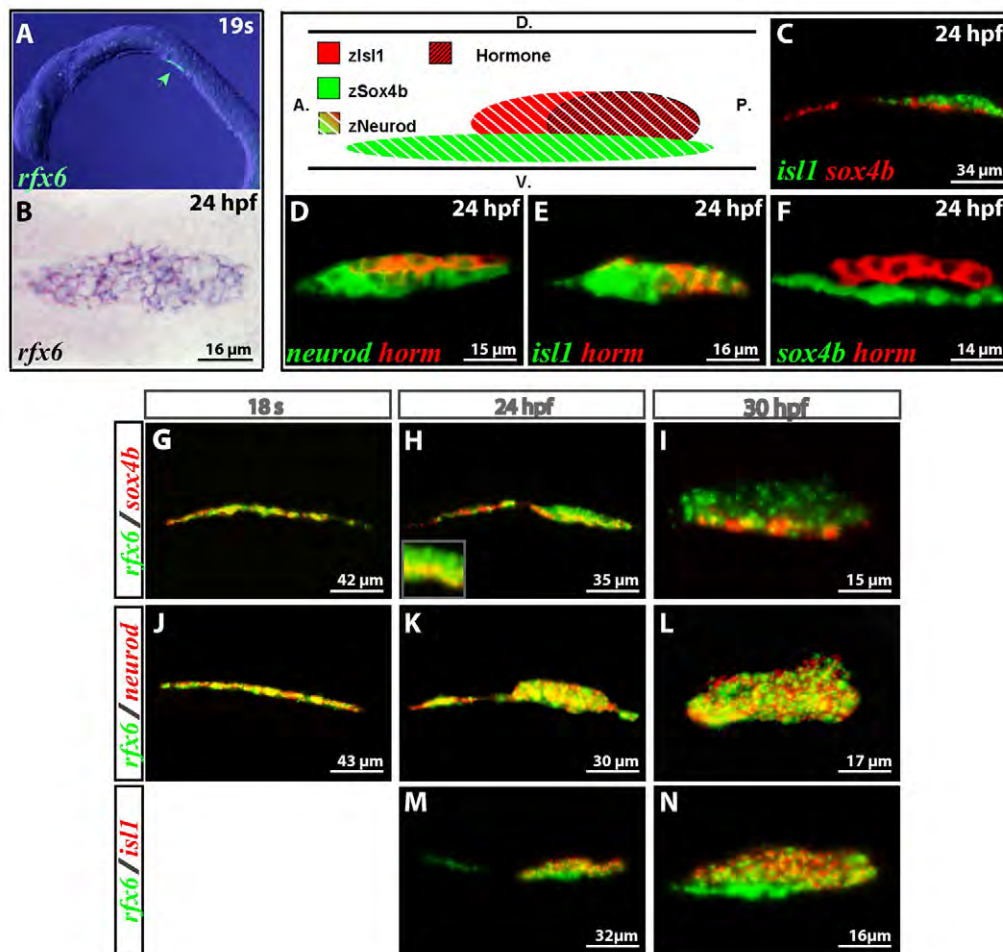 A
19s
rfx6
B
24 hpf
rfx6
16 µm
D.
zIsl1
Hormone
zSox4b
A.
P.
zNeurod
V.
C
24 hpf
isl1 sox4b
34 µm
D
24 hpf
neurod horm
15 µm
E
24 hpf
isl1 horm
16 µm
F
24 hpf
sox4b horm
14 µm
18 s
24 hpf
30 hpf
rfx6 / sox4b
G
42 µm
H
35 µm
I
15 µm
rfx6 / neurod
J
43 µm
K
30 µm
L
17 µm
rfx6 / isl1
M
32µm
N
16µm